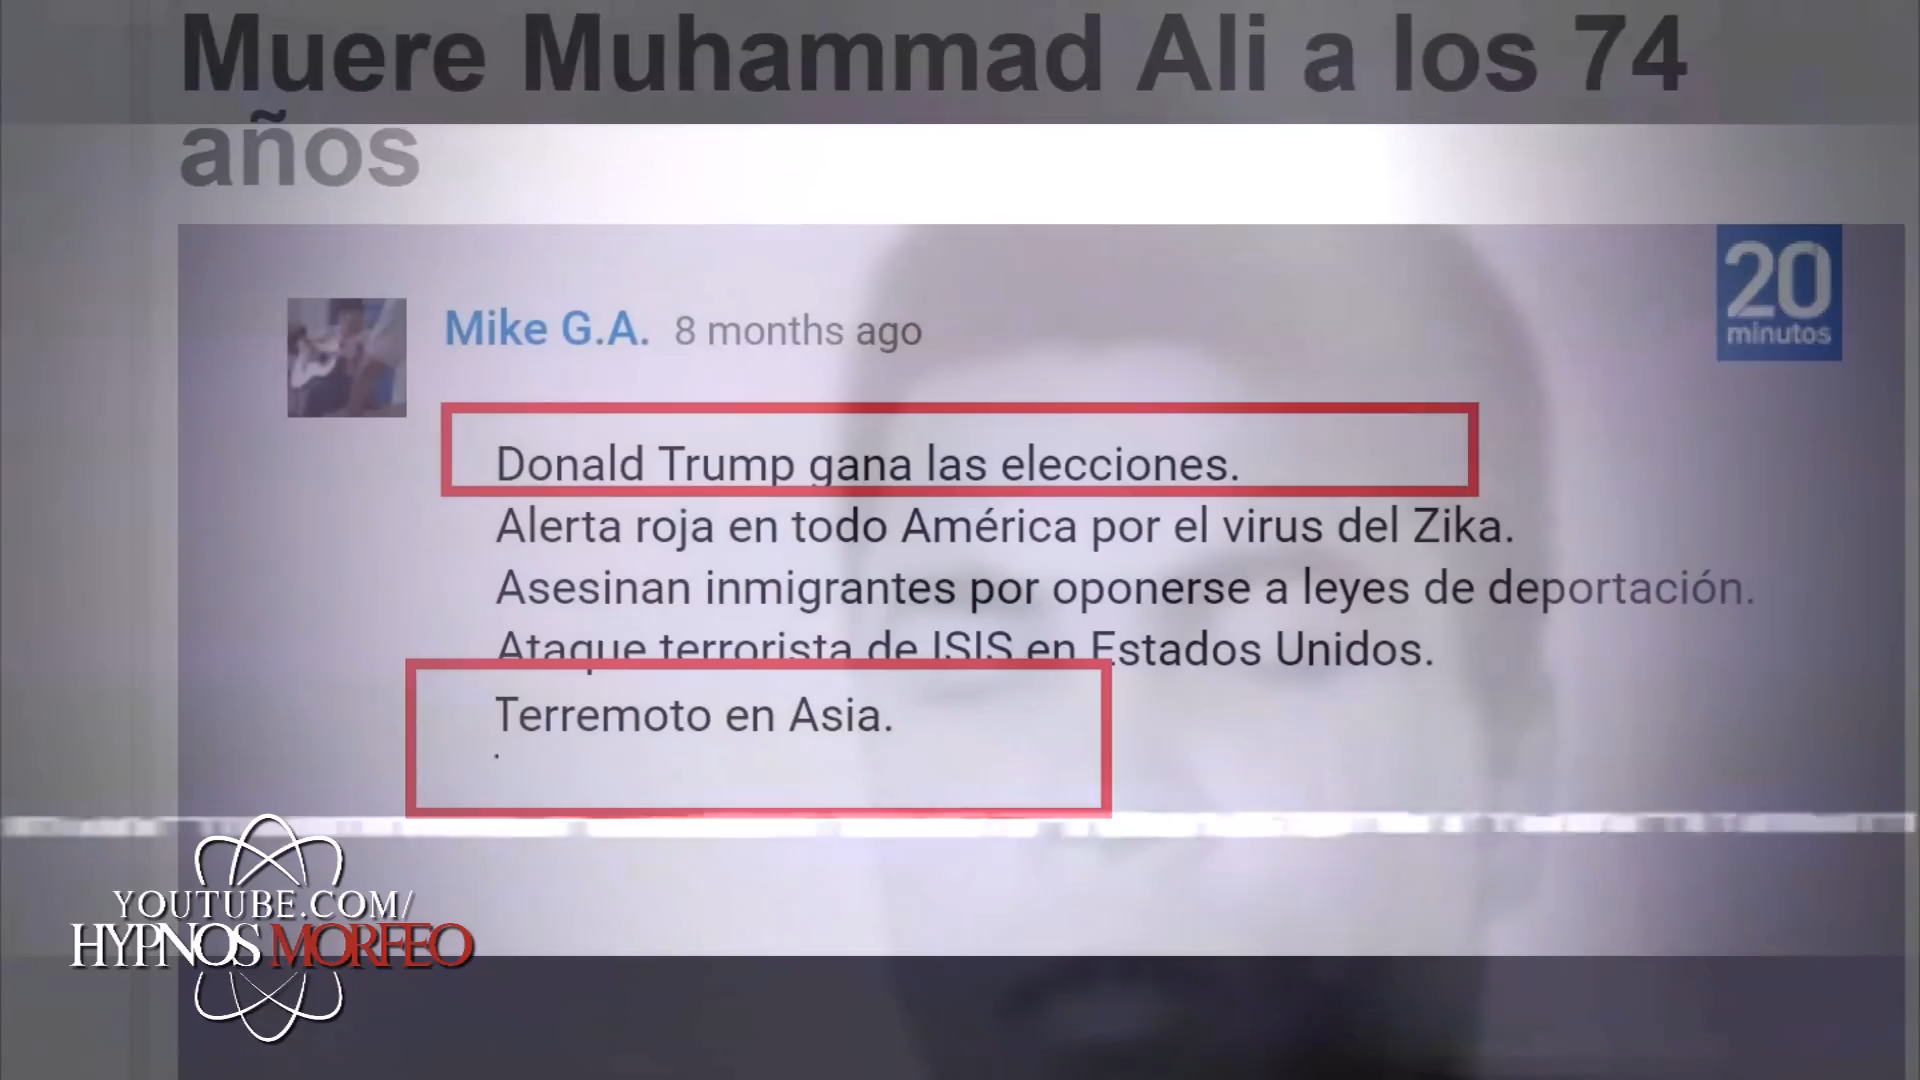 Muere Muhammad Ali a los 74
años
20
minutos
Mike G.A. 8 months ago
Donald Trump gana las elecciones.
Alerta roja en todo América por el virus del Zika.
Asesinan inmigrantes por oponerse a leyes de deportación.
Ataque terrorista de ISIS en Estados Unidos.
Terremoto en Asia.
.
YOUTUBE.COM/
HYPNOS MORFEO